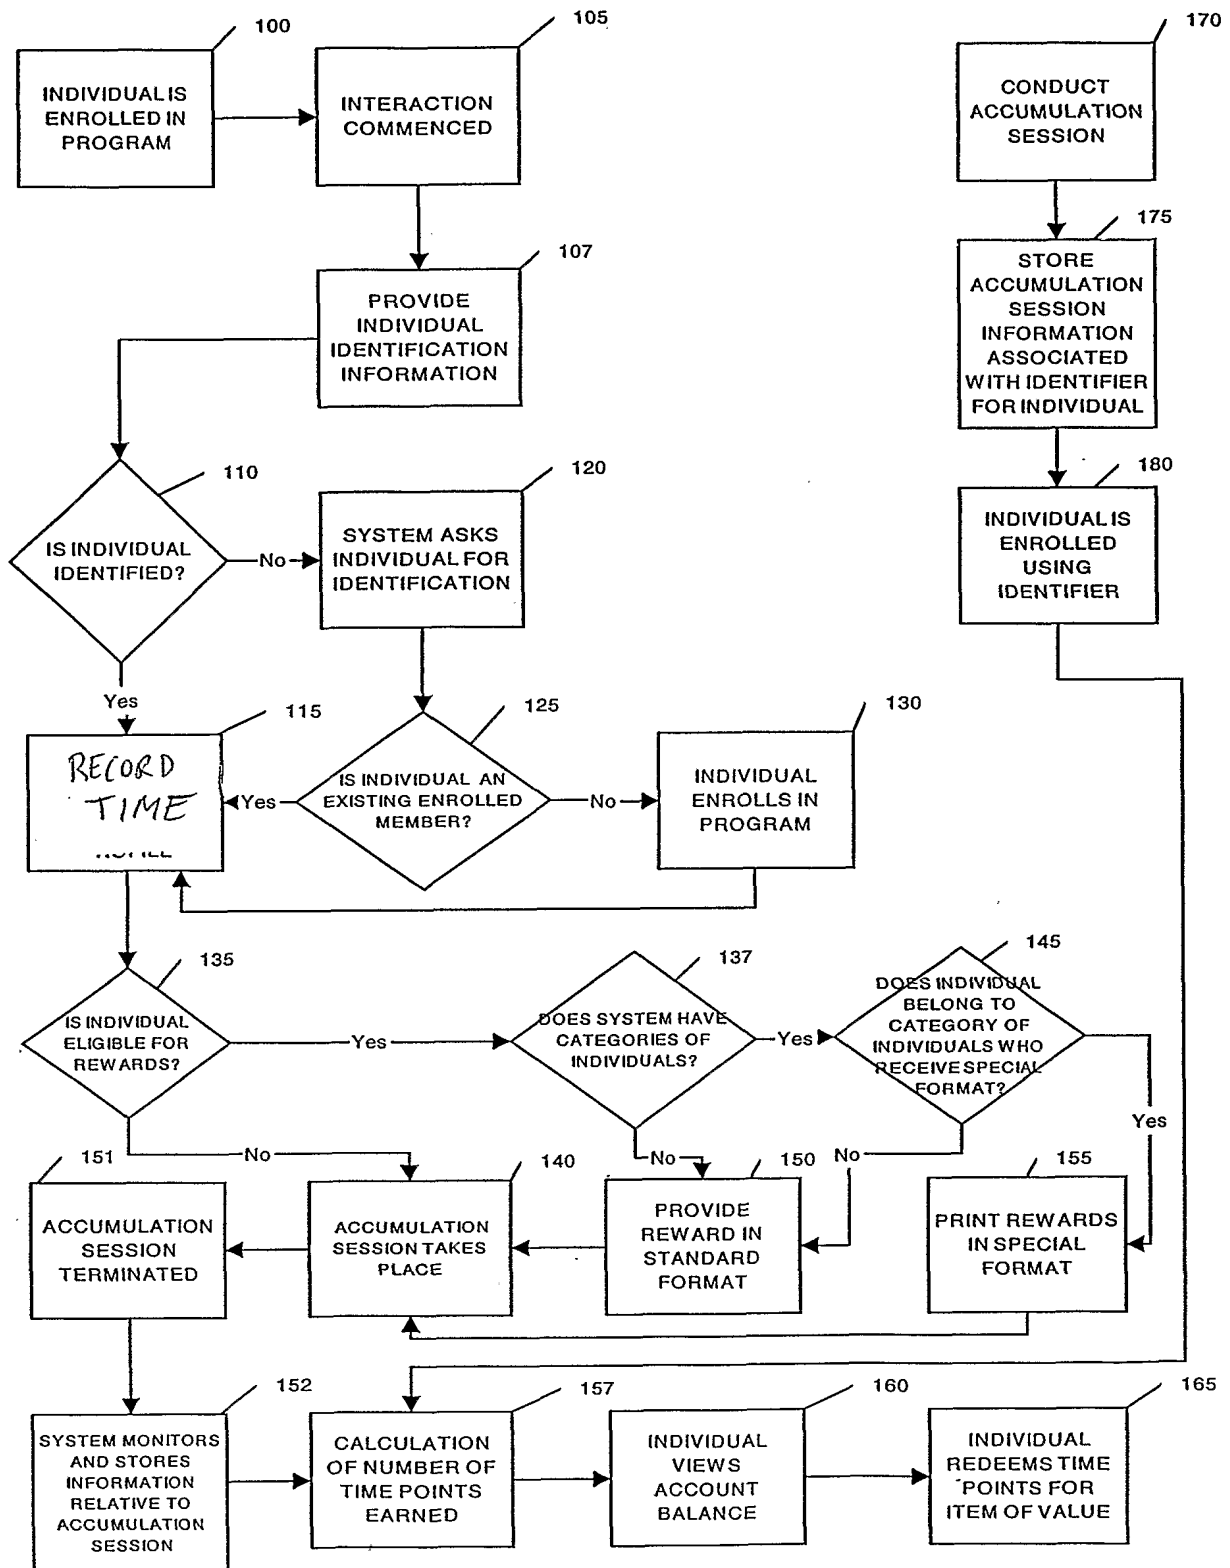 100
INDIVIDUAL IS
ENROLLED IN
PROGRAM
105
INTERACTION
COMMENCED
170
CONDUCT
ACCUMULATION
SESSION
107
PROVIDE
INDIVIDUAL
IDENTIFICATION
INFORMATION
175
STORE
ACCUMULATION
SESSION
INFORMATION
ASSOCIATED
WITH IDENTIFIER
FOR INDIVIDUAL
110
IS INDIVIDUAL
IDENTIFIED?
No
Yes
120
SYSTEM ASKS
INDIVIDUAL FOR
IDENTIFICATION
180
INDIVIDUAL IS
ENROLLED
USING
IDENTIFIER
115
RECORD
TIME
125
IS INDIVIDUAL AN
EXISTING ENROLLED
MEMBER?
Yes
No
130
INDIVIDUAL
ENROLLS IN
PROGRAM
135
IS INDIVIDUAL
ELIGIBLE FOR
REWARDS?
Yes
No
137
DOES SYSTEM HAVE
CATEGORIES OF
INDIVIDUALS?
Yes
No
145
DOES INDIVIDUAL
BELONG TO
CATEGORY OF
INDIVIDUALS WHO
RECEIVE SPECIAL
FORMAT?
Yes
No
151
ACCUMULATION
SESSION
TERMINATED
140
ACCUMULATION
SESSION TAKES
PLACE
150
PROVIDE
REWARD IN
STANDARD
FORMAT
155
PRINT REWARDS
IN SPECIAL
FORMAT
152
SYSTEM MONITORS
AND STORES
INFORMATION
RELATIVE TO
ACCUMULATION
SESSION
157
CALCULATION
OF NUMBER OF
TIME POINTS
EARNED
160
INDIVIDUAL
VIEWS
ACCOUNT
BALANCE
165
INDIVIDUAL
REDEEMS TIME
POINTS FOR
ITEM OF VALUE